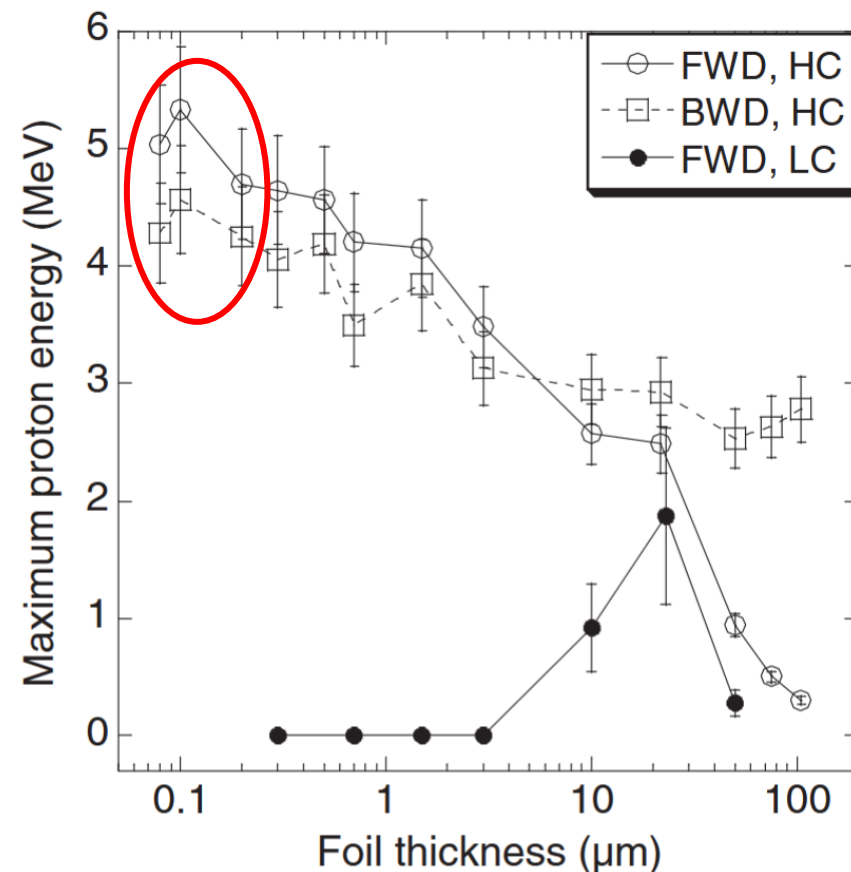 6
5
4
3
2
1
0
Maximum proton energy (MeV)
FWD, HC
BWD, HC
FWD, LC
0.1
1
10
100
Foil thickness (µm)